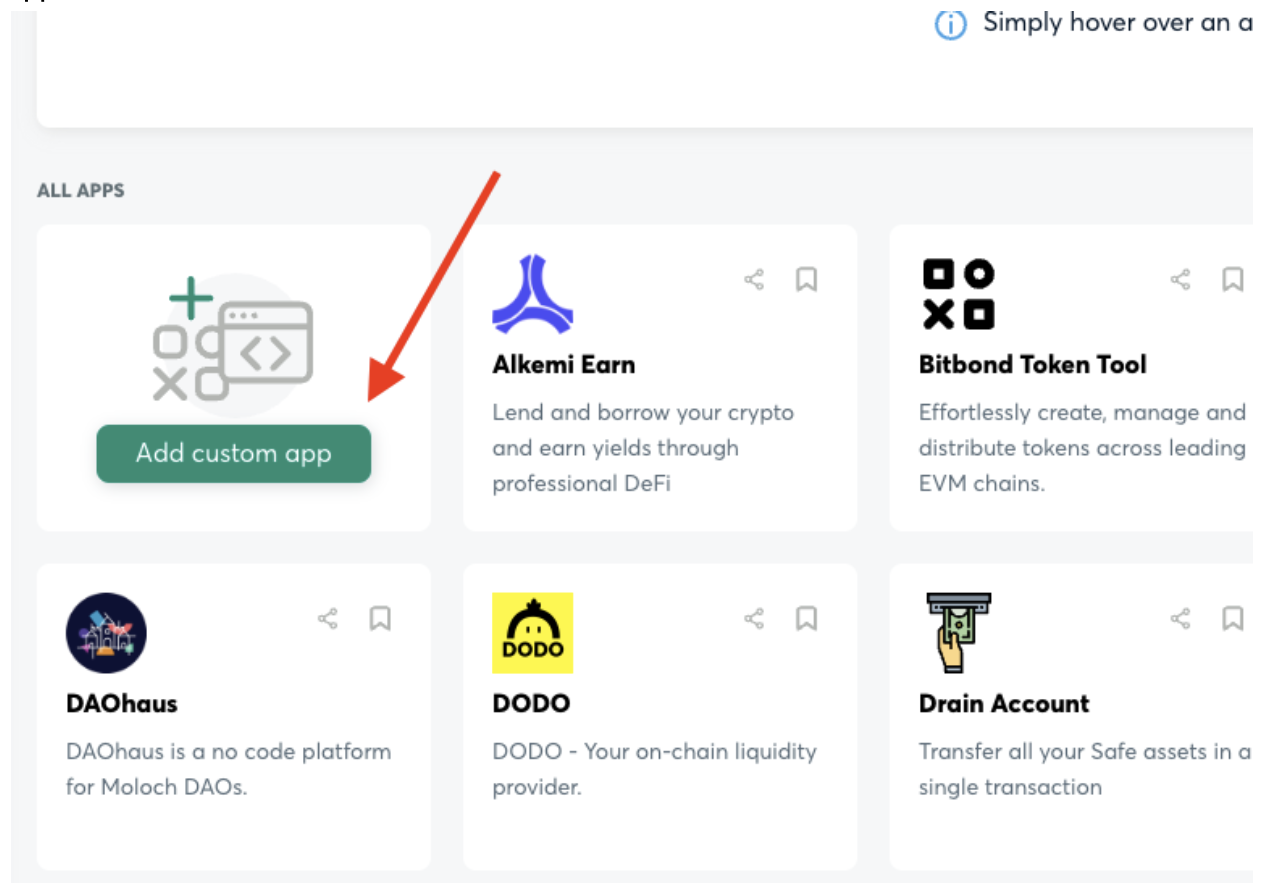 Simply hover over an a
ALL APPS
Add custom app
Alkemi Earn
Lend and borrow your crypto
and earn yields through
professional DeFi
Bitbond Token Tool
Effortlessly create, manage and
distribute tokens across leading
EVM chains.
DAOhaus
DAOhaus is a no code platform
for Moloch DAOs.
DODO
DODO
DODO - Your on-chain liquidity
provider.
Drain Account
Transfer all your Safe assets in a
single transaction